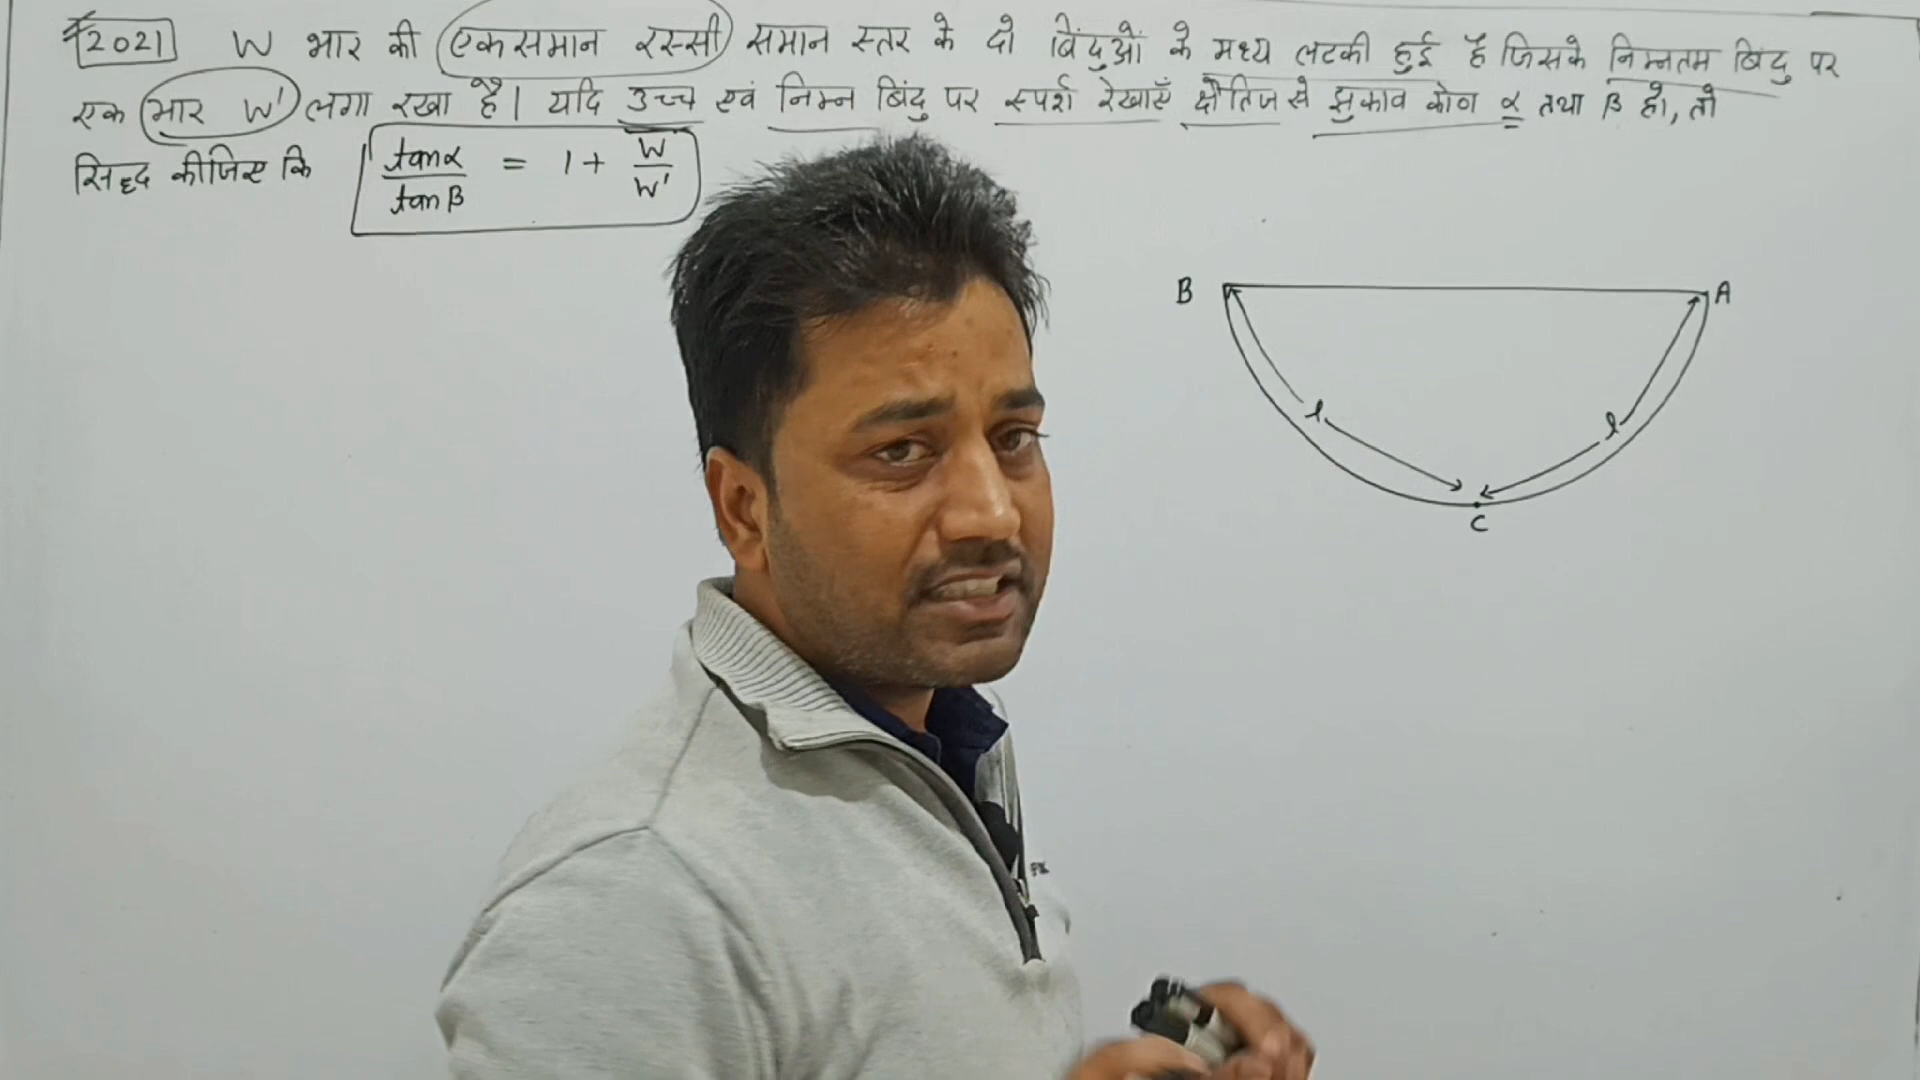 2021 W भार की एकसमान रस्सी समान स्तर के दो बिंदुओं के मध्य लटकी हुई है जिसके निम्नतम बिंदु पर
एक भार W' लगा रखा है। यदि उच्च एवं निम्न बिंदु पर स्पर्श रेखाएँ क्षैतिज से झुकाव कोण α तथा β हो, तो
सिद्ध कीजिए कि tanα/tanβ = 1 + W/W'
B A
l l
C